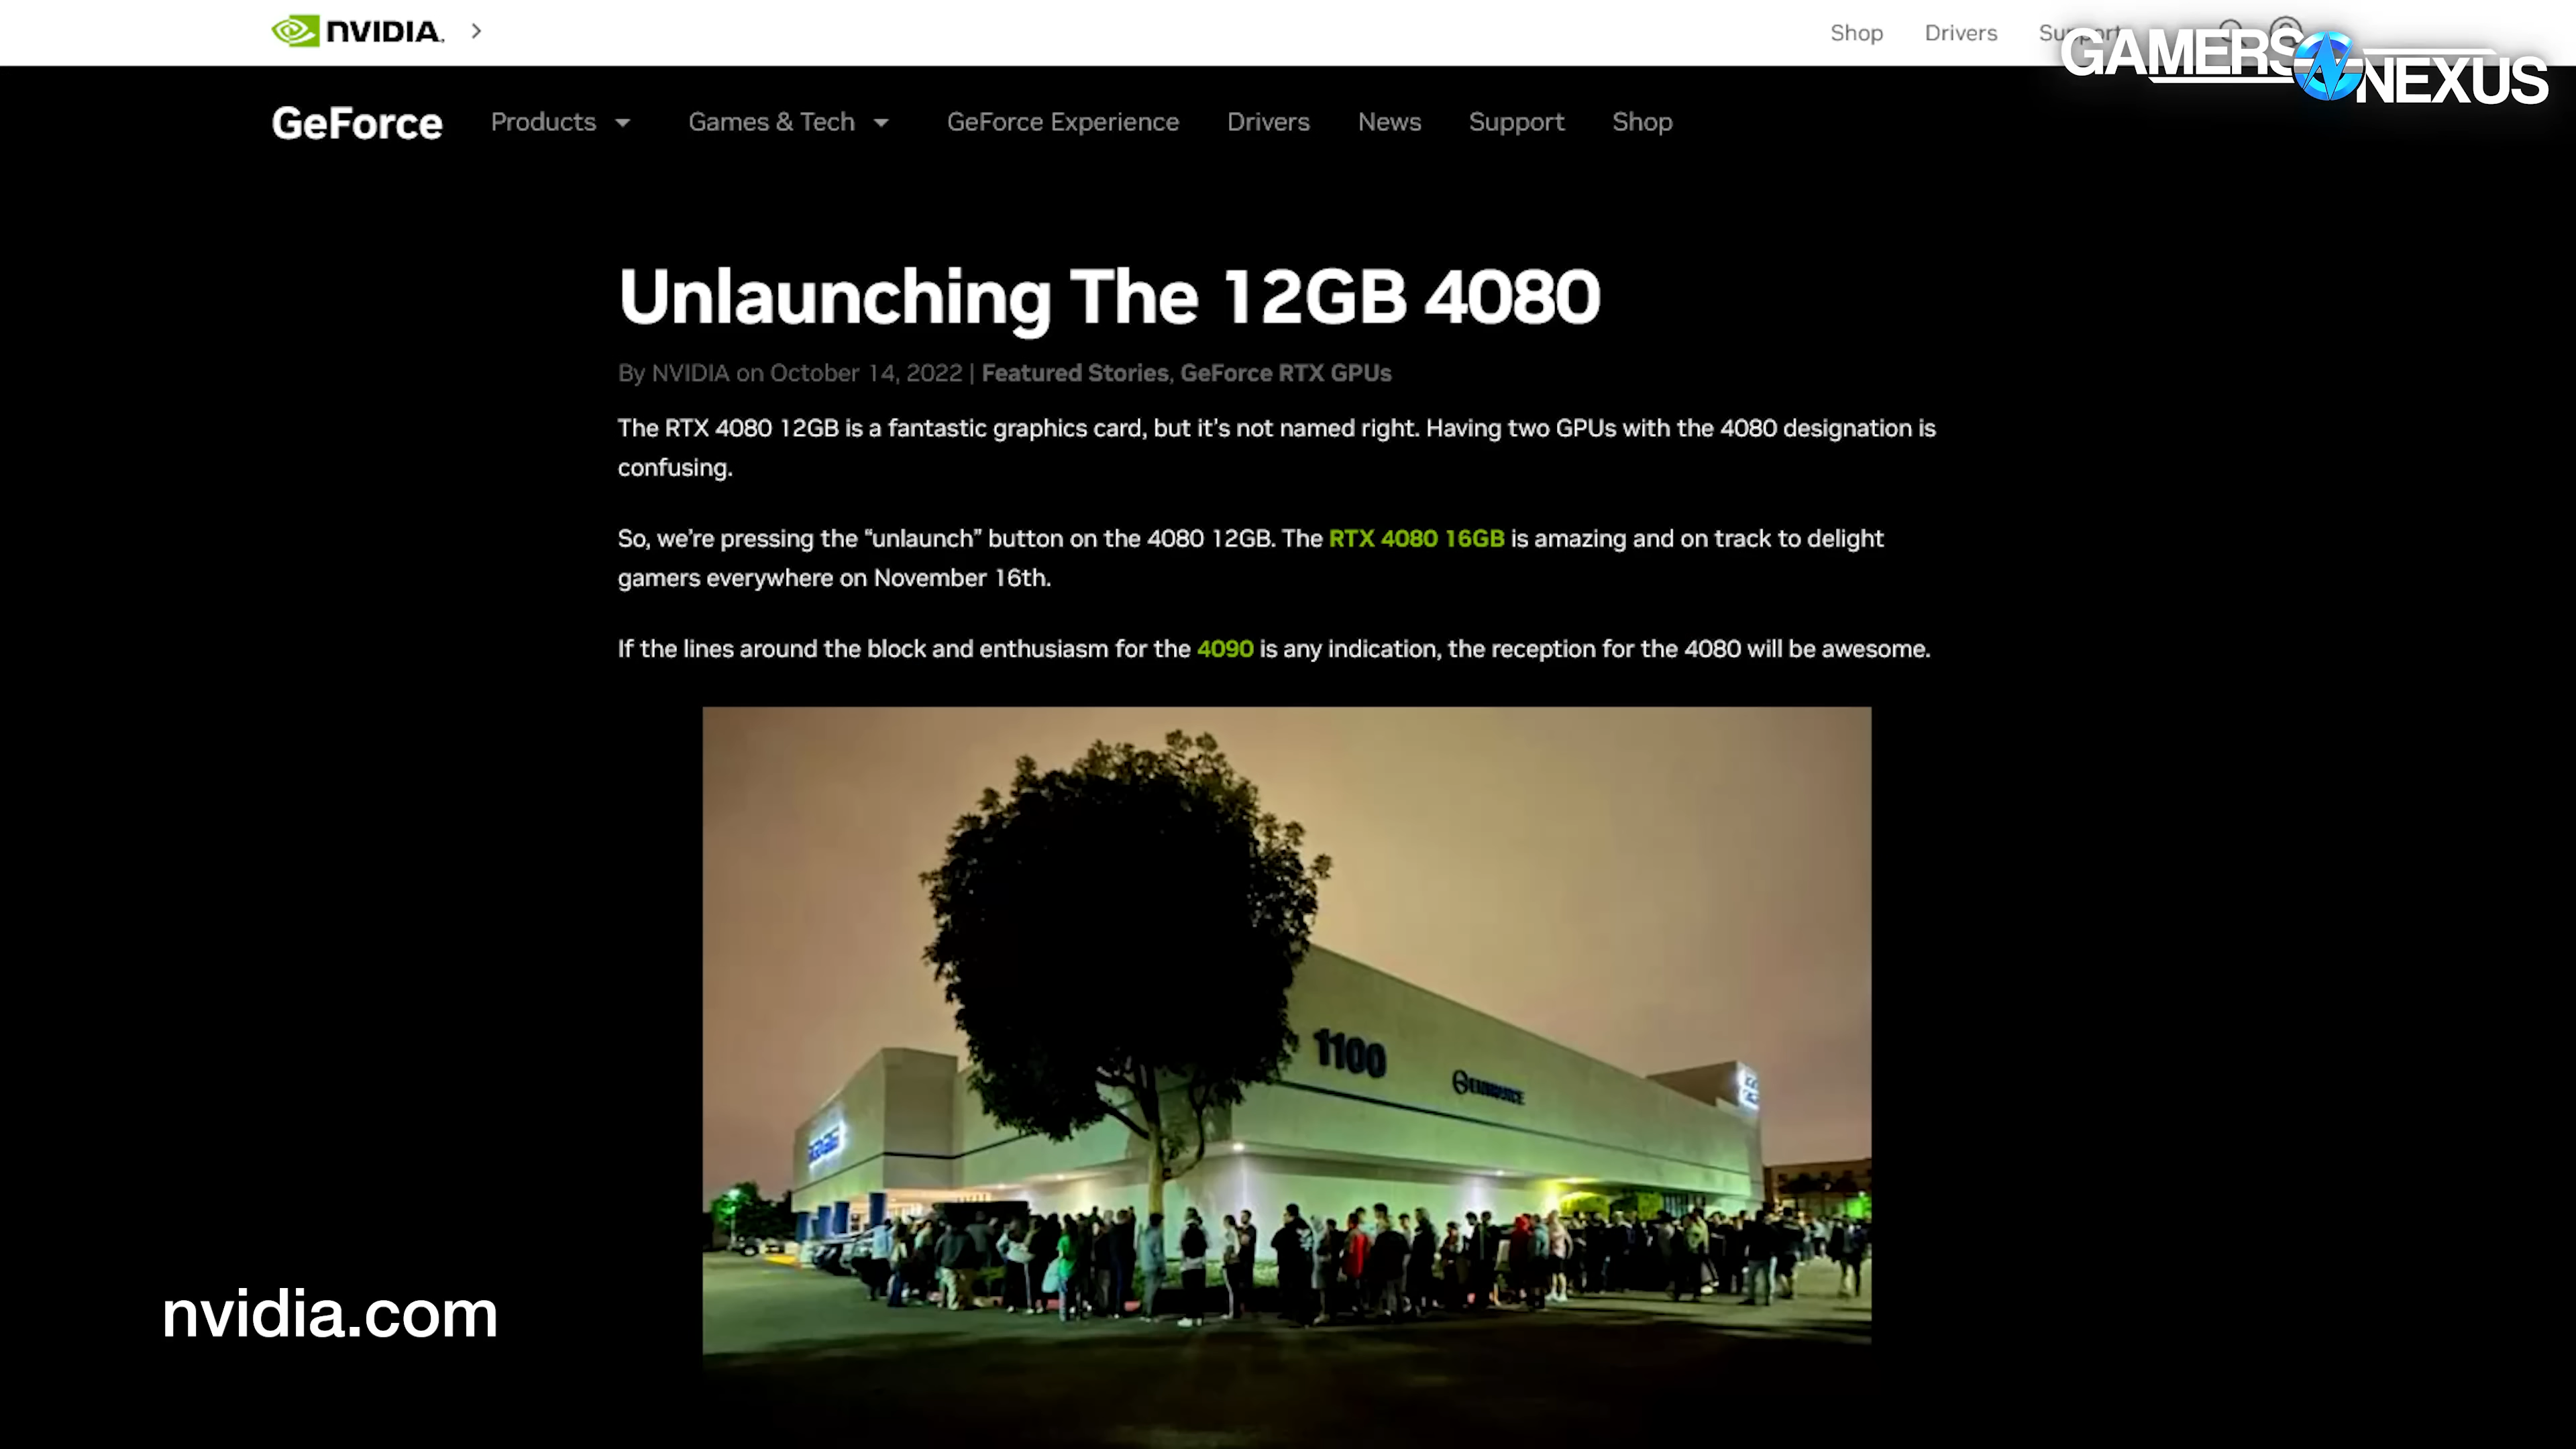 NVIDIA.
Shop Drivers Support
GAMERS NEXUS
GeForce Products Games & Tech GeForce Experience Drivers News Support Shop
Unlaunching The 12GB 4080
By NVIDIA on October 14, 2022 | Featured Stories, GeForce RTX GPUs
The RTX 4080 12GB is a fantastic graphics card, but it’s not named right. Having two GPUs with the 4080 designation is
confusing.
So, we’re pressing the “unlaunch” button on the 4080 12GB. The RTX 4080 16GB is amazing and on track to delight
gamers everywhere on November 16th.
If the lines around the block and enthusiasm for the 4090 is any indication, the reception for the 4080 will be awesome.
1100
nvidia.com